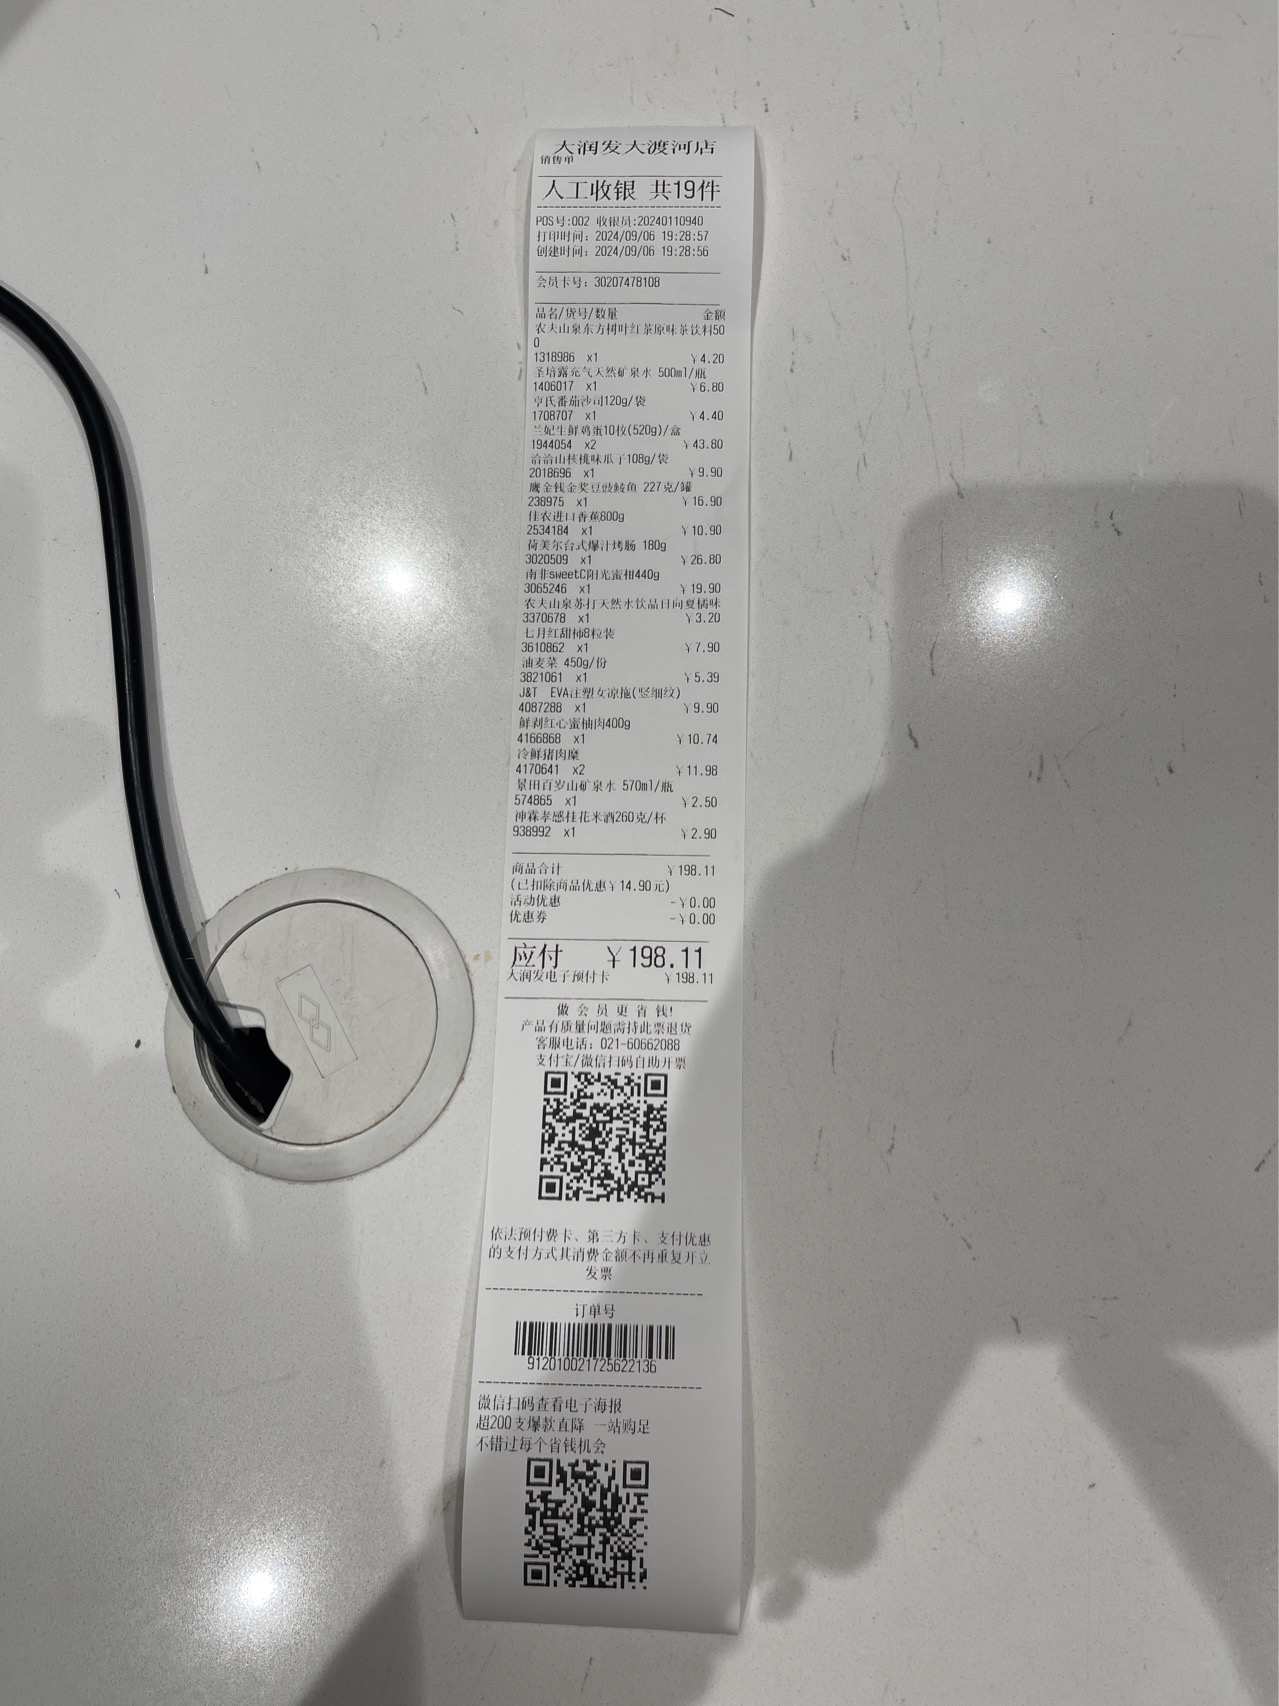 大润发大渡河店
销售单
人工收银 共19件
POS号:002 收银员:20240110940
打印时间: 2024/09/06 19:28:57
创建时间: 2024/09/06 19:28:56
会员卡号: 30207478108
品名/货号/数量 金额
农夫山泉东方树叶红茶原味茶饮料50
0
1318986 x1 ¥4.20
圣培露充气天然矿泉水 500ml/瓶
1406017 x1 ¥6.80
亨氏番茄沙司120g/袋
1708707 x1 ¥4.40
兰妃生鲜鸡蛋10枚(520g)/盒
1944054 x2 ¥43.80
洽洽山核桃味瓜子108g/袋
2018696 x1 ¥9.90
鹰金钱金奖豆豉鲮鱼 227克/罐
238975 x1 ¥16.90
佳农进口香蕉800g
2534184 x1 ¥10.90
荷美尔台式爆汁烤肠 180g
3020509 x1 ¥26.80
南非sweetC阳光蜜柑440g
3065246 x1 ¥19.90
农夫山泉苏打天然水饮品日向夏橘味
3370678 x1 ¥3.20
七月红甜柿8粒装
3610862 x1 ¥7.90
油麦菜 450g/份
3821061 x1 ¥5.39
J&T EVA注塑女凉拖(竖细纹)
4087288 x1 ¥9.90
鲜剥红心蜜柚肉400g
4166868 x1 ¥10.74
冷鲜猪肉糜
4170641 x2 ¥11.98
景田百岁山矿泉水 570ml/瓶
574865 x1 ¥2.50
神霖孝感桂花米酒260克/杯
938992 x1 ¥2.90
商品合计 ¥198.11
(已扣除商品优惠¥14.90元)
活动优惠 -¥0.00
优惠券 -¥0.00
应付 ¥198.11
大润发电子预付卡 ¥198.11
做会员更省钱!
产品有质量问题需持此票退货
客服电话: 021-60662088
支付宝/微信扫码自助开票
依法预付费卡、第三方卡、支付优惠
的支付方式其消费金额不再重复开立
发票
订单号
912010021725622136
微信扫码查看电子海报
超200支爆款直降 一站购足
不错过每个省钱机会